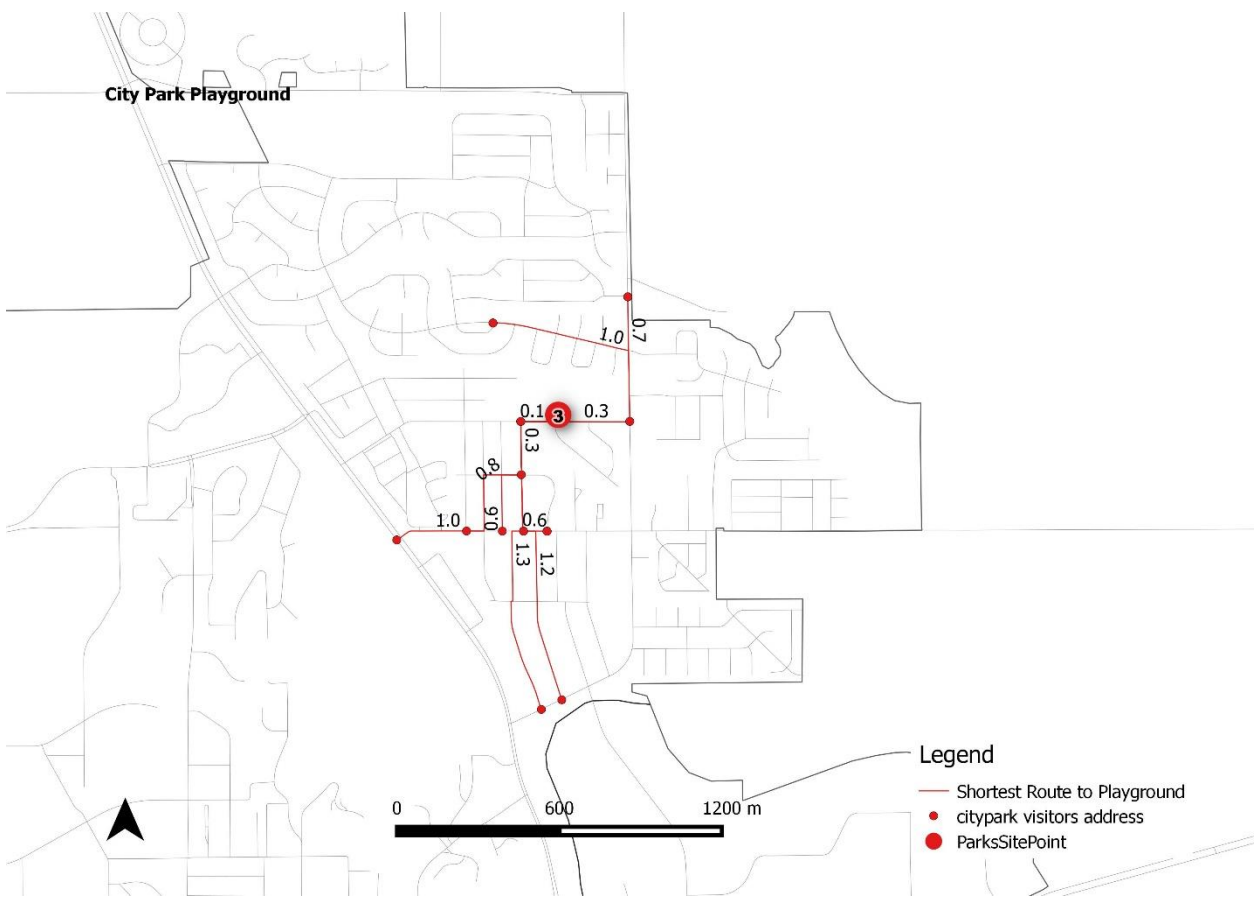 City Park Playground
1.0
0.7
0.1
3
0.3
0.3
0.8
1.0
0.6
0.6
1.3
1.2
0
600
1200 m
Legend
Shortest Route to Playground
citypark visitors address
ParksSitePoint